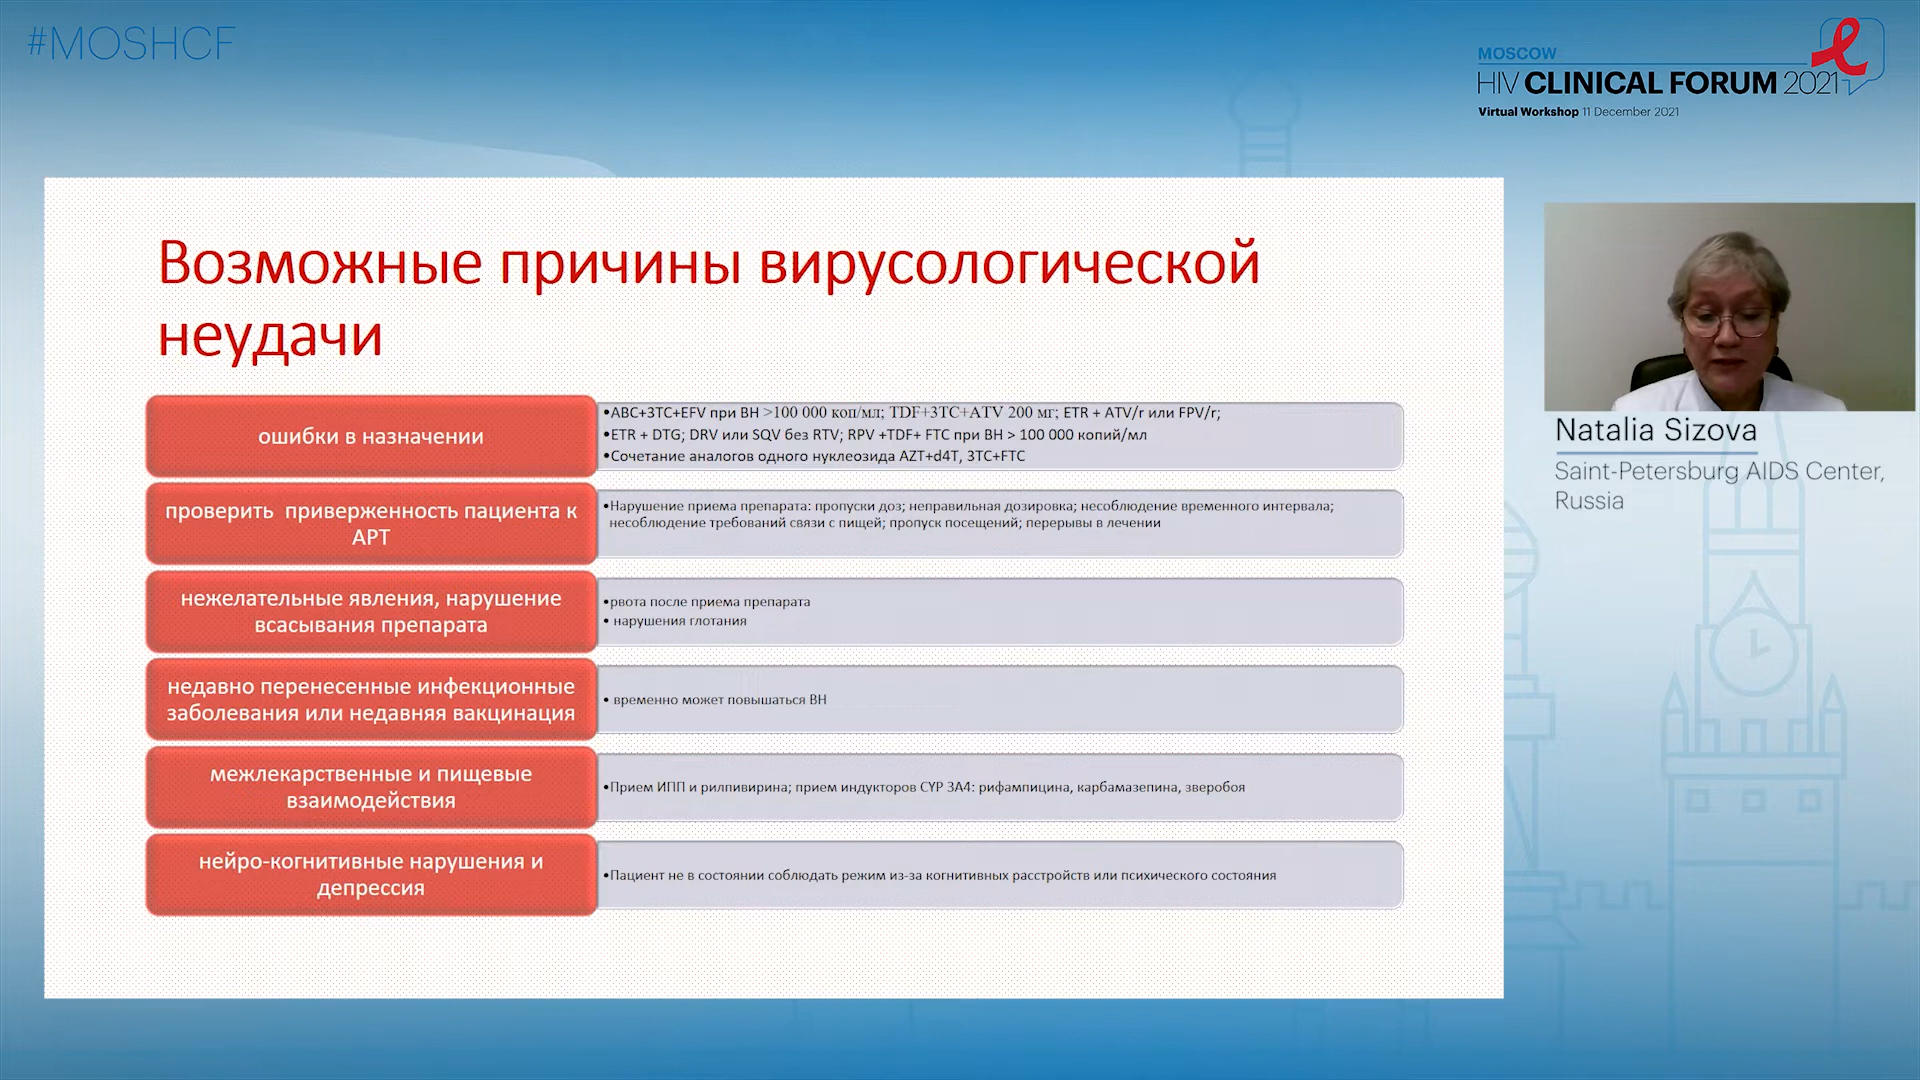 #MOSHCF
MOSCOW
HIV CLINICAL FORUM 2021
Virtual Workshop 11 December 2021
Возможные причины вирусологической
неудачи
ошибки в назначении
•ABC+3TC+EFV при ВН >100 000 коп/мл; TDF+3TC+ATV 200 мг; ETR + ATV/r или FPV/r;
•ETR + DTG; DRV или SQV без RTV; RPV +TDF+ FTC при ВН > 100 000 копий/мл
•Сочетание аналогов одного нуклеозида AZT+d4T, 3TC+FTC
проверить приверженность пациента к
АРТ
•Нарушение приема препарата: пропуски доз; неправильная дозировка; несоблюдение временного интервала;
несоблюдение требований связи с пищей; пропуск посещений; перерывы в лечении
нежелательные явления, нарушение
всасывания препарата
•рвота после приема препарата
• нарушения глотания
недавно перенесенные инфекционные
заболевания или недавняя вакцинация
• временно может повышаться ВН
межлекарственные и пищевые
взаимодействия
•Прием ИПП и рилпивирина; прием индукторов CYP 3A4: рифампицина, карбамазепина, зверобоя
нейро-когнитивные нарушения и
депрессия
•Пациент не в состоянии соблюдать режим из-за когнитивных расстройств или психического состояния
Natalia Sizova
Saint-Petersburg AIDS Center,
Russia